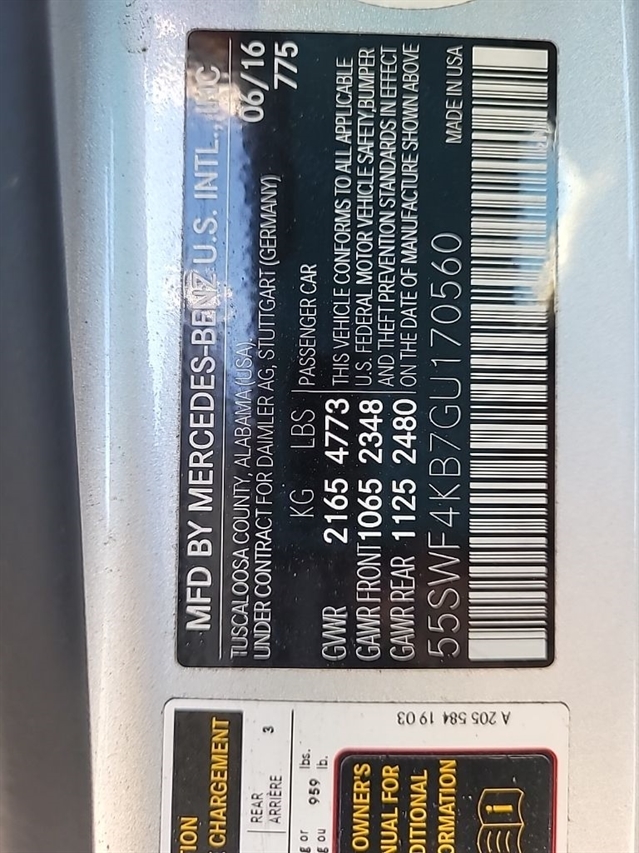 MFD BY MERCEDES-BENZ U.S. INTL., INC
TUSCALOOSA COUNTY, ALABAMA (USA),
UNDER CONTRACT FOR DAIMLER AG, STUTTGART (GERMANY)
06/16
775
KG LBS PASSENGER CAR
GVWR 2165 4773
GAWR FRONT 1065 2348
GAWR REAR 1125 2480
THIS VEHICLE CONFORMS TO ALL APPLICABLE
U.S. FEDERAL MOTOR VEHICLE SAFETY,BUMPER
AND THEFT PREVENTION STANDARDS IN EFFECT
ON THE DATE OF MANUFACTURE SHOWN ABOVE
55SWF4KB7GU170560
MADE IN USA
CHARGEMENT
REAR
ARRIÈRE 3
or
ou 959
lbs.
lb.
OWNER'S
FOR
A 205 584 19 03